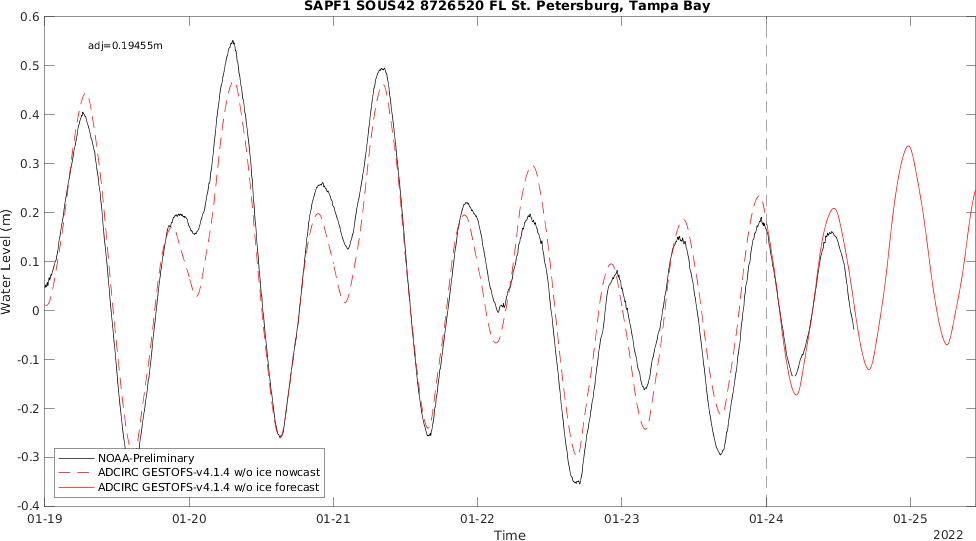 SAPF1 SOUS42 8726520 FL St. Petersburg, Tampa Bay
adj=0.19455m
0.6
0.5
0.4
0.3
0.2
0.1
0
-0.1
-0.2
-0.3
-0.4
Water Level (m)
NOAA-Preliminary
ADCIRC GESTOFS-v4.1.4 w/o ice nowcast
ADCIRC GESTOFS-v4.1.4 w/o ice forecast
01-19 01-20 01-21 01-22 01-23 01-24 01-25
Time
2022